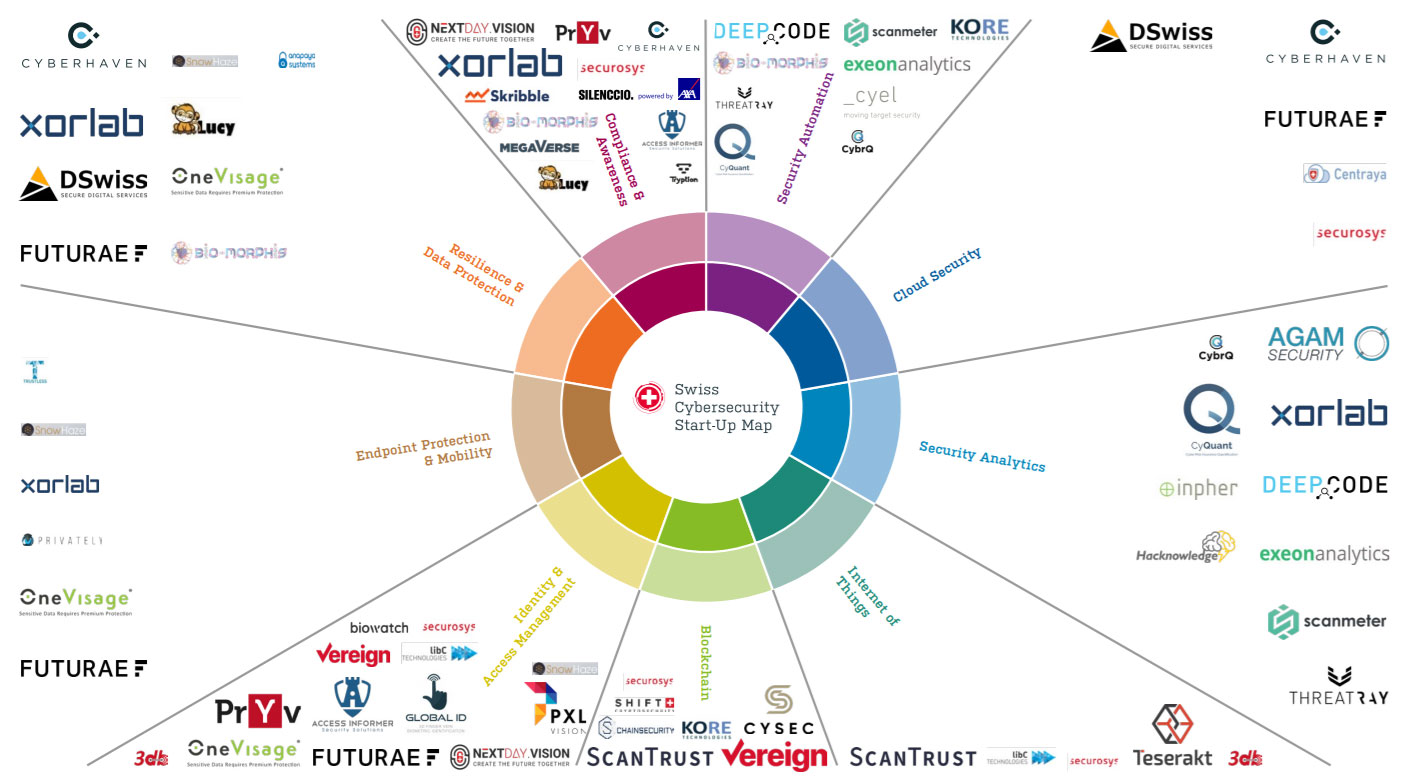 CYBERHAVEN
SnowHaze
anapaya
systems
xorlab
Lucy
DSwiss
SECURE DIGITAL SERVICES
OneVisage
Sensitive Data Requires Premium Protection
FUTURAE
BIO-MORPHIS
Resilience &
Data Protection
NEXTDAY.VISION
CREATE THE FUTURE TOGETHER
PrYv
CYBERHAVEN
xorlab
securosys
Skribble
SILENCCIO. powered by AXA
BIO-MORPHIS
ACCESS INFORMER
Security Solutions
MEGAVERSE
Lucy
Tryption
Compliance &
Awareness
DEEPCODE
scanmeter
KORE
TECHNOLOGIES
BIO-MORPHIS
exeonanalytics
THREATRAY
_cyel
moving target security
CyQuant
CybrQ
Security Automation
DSwiss
SECURE DIGITAL SERVICES
CYBERHAVEN
FUTURAE
Centraya
securosys
Cloud Security
Swiss
Cybersecurity
Start-Up Map
CybrQ
AGAM
SECURITY
CyQuant
xorlab
inpher
DEEPCODE
Hacknowledge
exeonanalytics
scanmeter
THREATRAY
Security Analytics
Internet of
Things
SCANTRUST
libC
TECHNOLOGIES
securosys
Teserakt
3db
Blockchain
securosys
SHIFT
CRYPTOSECURITY
CHAINSECURITY
KORE
TECHNOLOGIES
CYSEC
SCANTRUST
Vereign
Identity &
Access Management
biowatch
securosys
Vereign
libC
TECHNOLOGIES
SnowHaze
PrYv
ACCESS INFORMER
Security Solutions
GLOBAL ID
PXL
VISION
3db
OneVisage
Sensitive Data Requires Premium Protection
FUTURAE
NEXTDAY.VISION
CREATE THE FUTURE TOGETHER
Endpoint Protection
& Mobility
T
TRUSTLESS
SnowHaze
xorlab
PRIVATELY
OneVisage
Sensitive Data Requires Premium Protection
FUTURAE